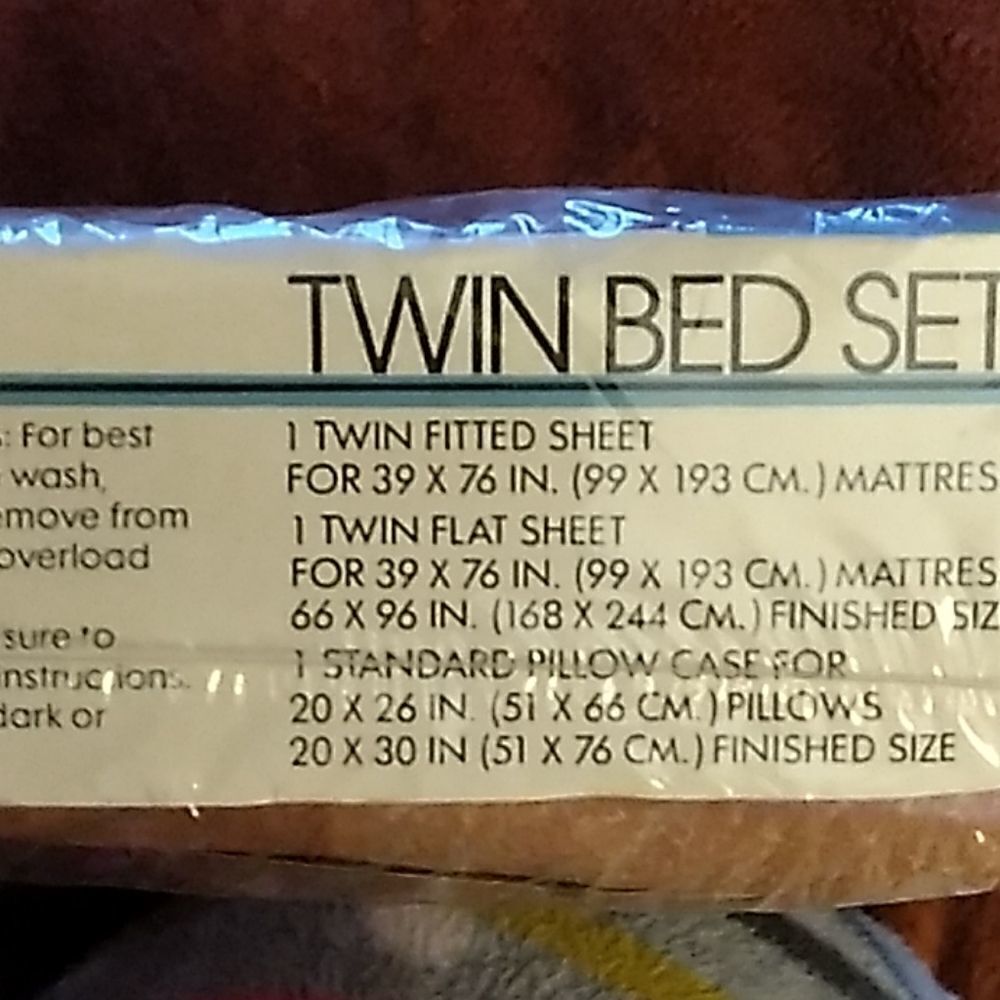 TWIN BED SET
: For best
wash,
emove from
overload
sure to
nstructions.
dark or
1 TWIN FITTED SHEET
FOR 39 X 76 IN. (99 X 193 CM.) MATTRES
1 TWIN FLAT SHEET
FOR 39 X 76 IN. (99 X 193 CM.) MATTRES
66 X 96 IN. (168 X 244 CM.) FINISHED SIZ
1 STANDARD PILLOW CASE FOR
20 X 26 IN. (51 X 66 CM.) PILLOWS
20 X 30 IN (51 X 76 CM.) FINISHED SIZE